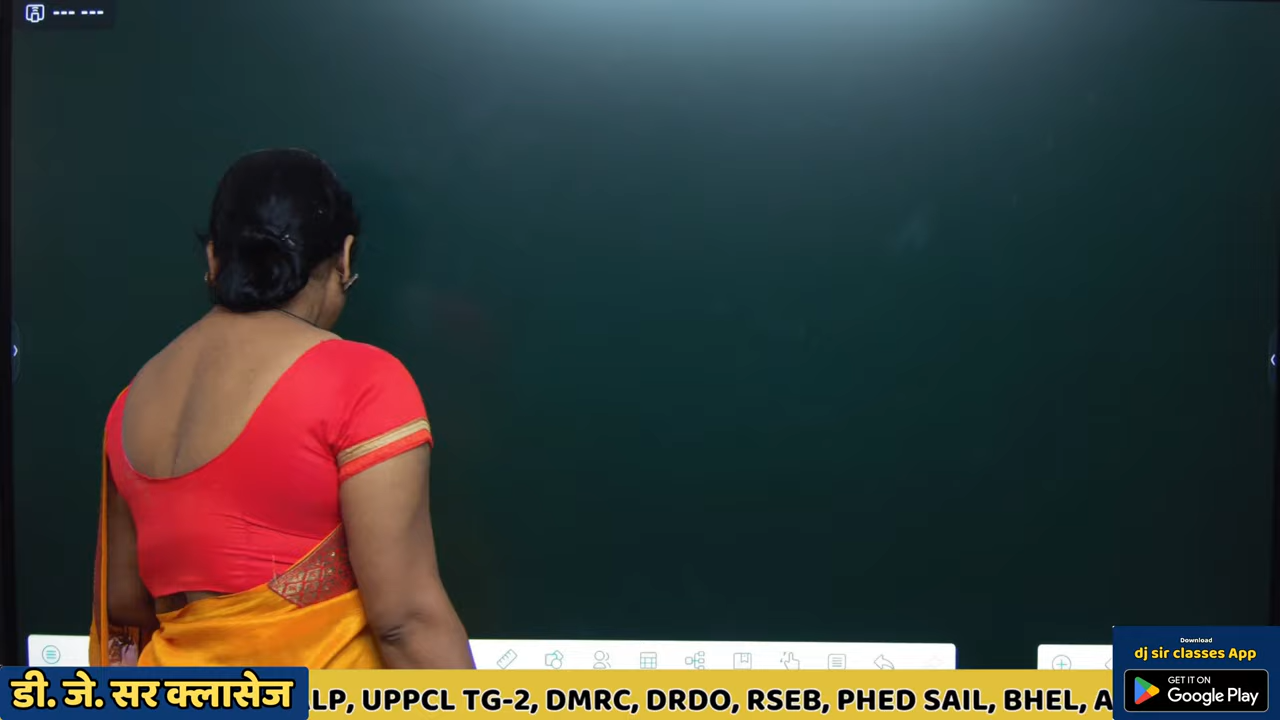 --- ---
Download
dj sir classes App
GET IT ON
Google Play
डी. जे. सर क्लासेज
LP, UPPCL TG-2, DMRC, DRDO, RSEB, PHED SAIL, BHEL, A